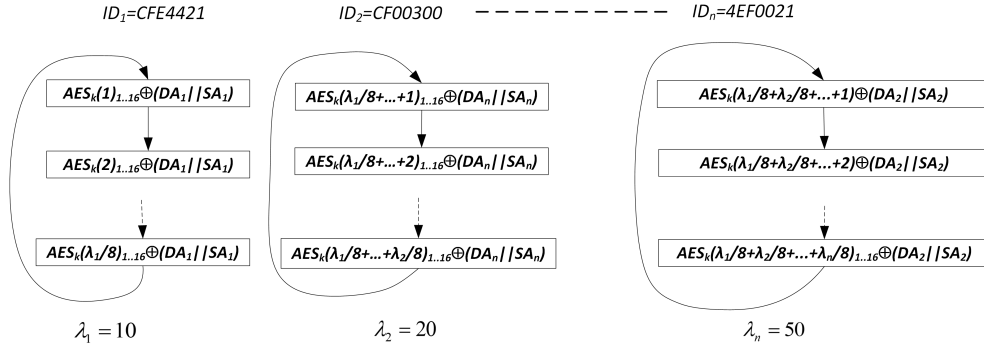 ID₁=CFE4421 ID₂=CF00300 IDₙ=4EF0021
AESₖ(1)₁..₁₆⊕(DA₁||SA₁)
AESₖ(2)₁..₁₆⊕(DA₁||SA₁)
AESₖ(λ₁/8)₁..₁₆⊕(DA₁||SA₁)
λ₁ = 10
AESₖ(λ₁/8+...+1)₁..₁₆⊕(DAₙ||SAₙ)
AESₖ(λ₁/8+...+2)₁..₁₆⊕(DAₙ||SAₙ)
AESₖ(λ₁/8+...+λ₂/8)₁..₁₆⊕(DAₙ||SAₙ)
λ₂ = 20
AESₖ(λ₁/8+λ₂/8+...+1)⊕(DA₂||SA₂)
AESₖ(λ₁/8+λ₂/8+...+2)⊕(DA₂||SA₂)
AESₖ(λ₁/8+λ₂/8+...+λₙ/8)₁..₁₆⊕(DA₂||SA₂)
λₙ = 50